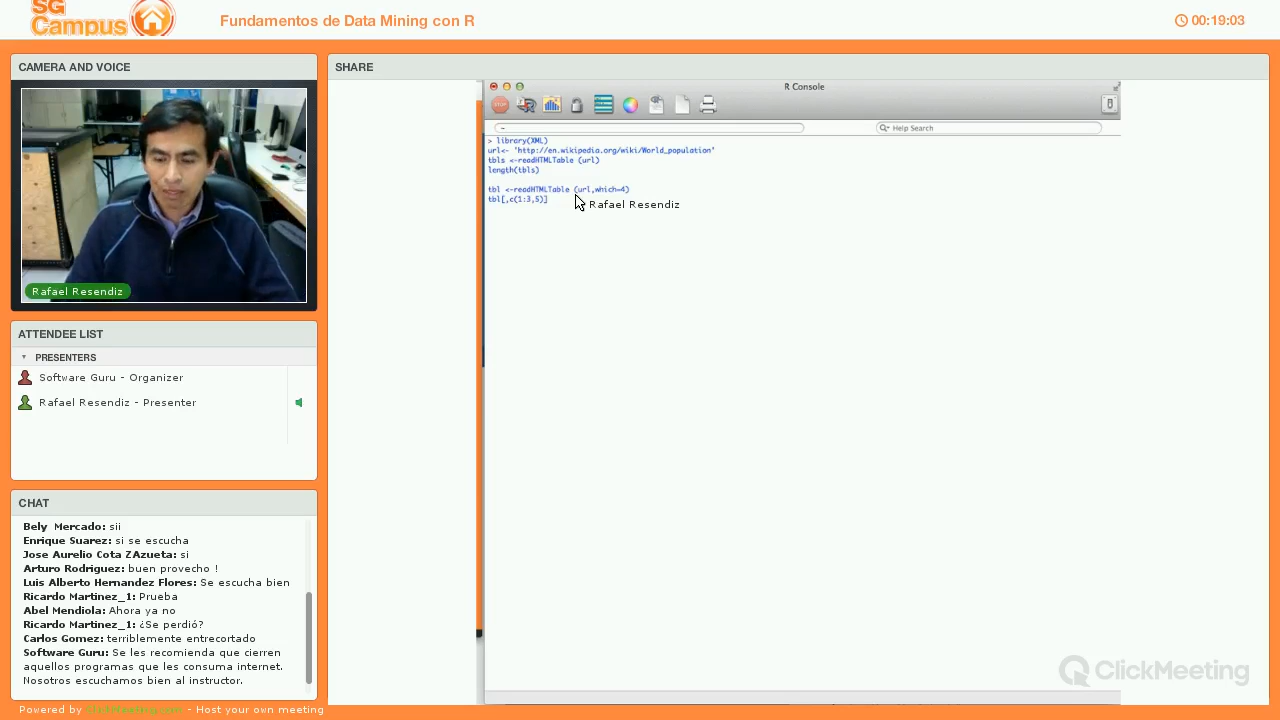 SG
Campus
Fundamentos de Data Mining con R
00:19:03
CAMERA AND VOICE
Rafael Resendiz
ATTENDEE LIST
PRESENTERS
Software Guru - Organizer
Rafael Resendiz - Presenter
CHAT
Bely Mercado: sii
Enrique Suarez: si se escucha
Jose Aurelio Cota ZAzueta: si
Arturo Rodriguez: buen provecho !
Luis Alberto Hernandez Flores: Se escucha bien
Ricardo Martinez_1: Prueba
Abel Mendiola: Ahora ya no
Ricardo Martinez_1: ¿Se perdió?
Carlos Gomez: terriblemente entrecortado
Software Guru: Se les recomienda que cierren
aquellos programas que les consuma internet.
Nosotros escuchamos bien al instructor.
Powered by ClickMeeting.com - Host your own meeting
SHARE
R Console
STOP
~
Help Search
> library(XML)
url<- 'http://en.wikipedia.org/wiki/World_population'
tbls <-readHTMLTable (url)
length(tbls)
tbl <-readHTMLTable (url,which=4)
tbl[,c(1:3,5)]
Rafael Resendiz
ClickMeeting